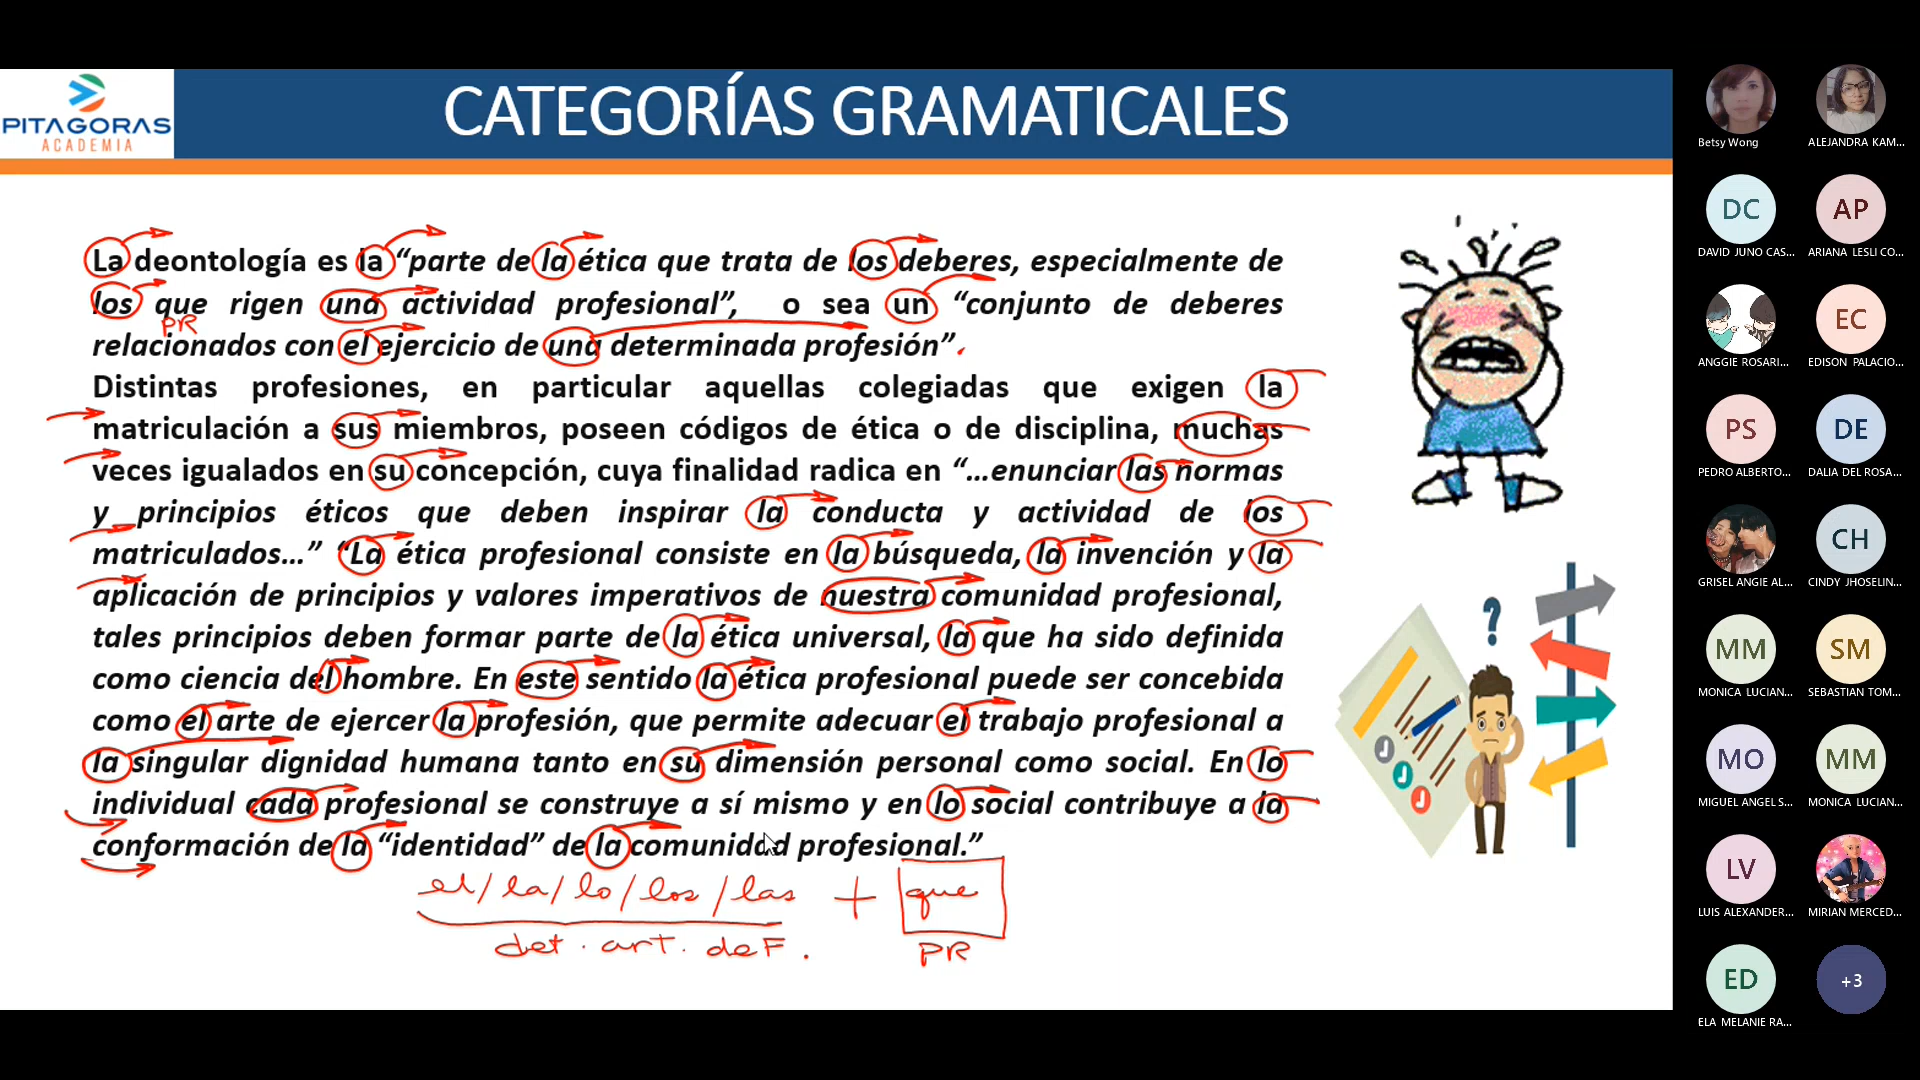 PITAGORAS
ACADEMIA
CATEGORÍAS GRAMATICALES
La deontología es la “parte de la ética que trata de los deberes, especialmente de
los que rigen una actividad profesional”, o sea un “conjunto de deberes
PR
relacionados con el ejercicio de una determinada profesión”.
Distintas profesiones, en particular aquellas colegiadas que exigen la
matriculación a sus miembros, poseen códigos de ética o de disciplina, muchas
veces igualados en su concepción, cuya finalidad radica en “...enunciar las normas
y principios éticos que deben inspirar la conducta y actividad de los
matriculados...” “La ética profesional consiste en la búsqueda, la invención y la
aplicación de principios y valores imperativos de nuestra comunidad profesional,
tales principios deben formar parte de la ética universal, la que ha sido definida
como ciencia del hombre. En este sentido la ética profesional puede ser concebida
como el arte de ejercer la profesión, que permite adecuar el trabajo profesional a
la singular dignidad humana tanto en su dimensión personal como social. En lo
individual cada profesional se construye a sí mismo y en lo social contribuye a la
conformación de la “identidad” de la comunidad profesional.”
el/la/lo/los/las + que
det. art. def. PR
?
Betsy Wong
ALEJANDRA KAM...
DC
DAVID JUNO CAS...
AP
ARIANA LESLI CO...
ANGGIE ROSARI...
EC
EDISON PALACIO...
PS
PEDRO ALBERTO...
DE
DALIA DEL ROSA...
GRISEL ANGIE AL...
CH
CINDY JHOSELIN...
MM
MONICA LUCIAN...
SM
SEBASTIAN TOM...
MO
MIGUEL ANGEL S...
MM
MONICA LUCIAN...
LV
LUIS ALEXANDER...
MIRIAN MERCED...
ED
ELA MELANIE RA...
+3